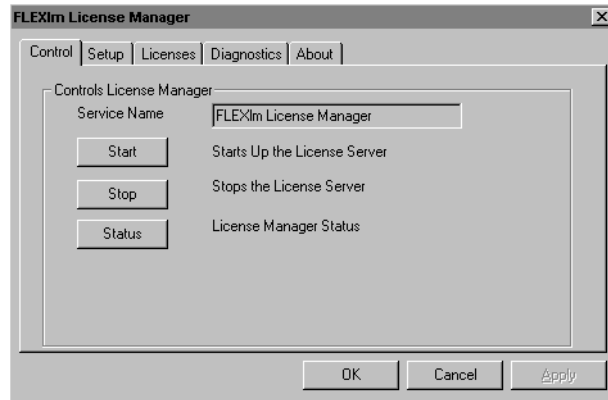 FLEXlm License Manager
Control Setup Licenses Diagnostics About
Controls License Manager
Service Name FLEXlm License Manager
Start Starts Up the License Server
Stop Stops the License Server
Status License Manager Status
OK Cancel Apply